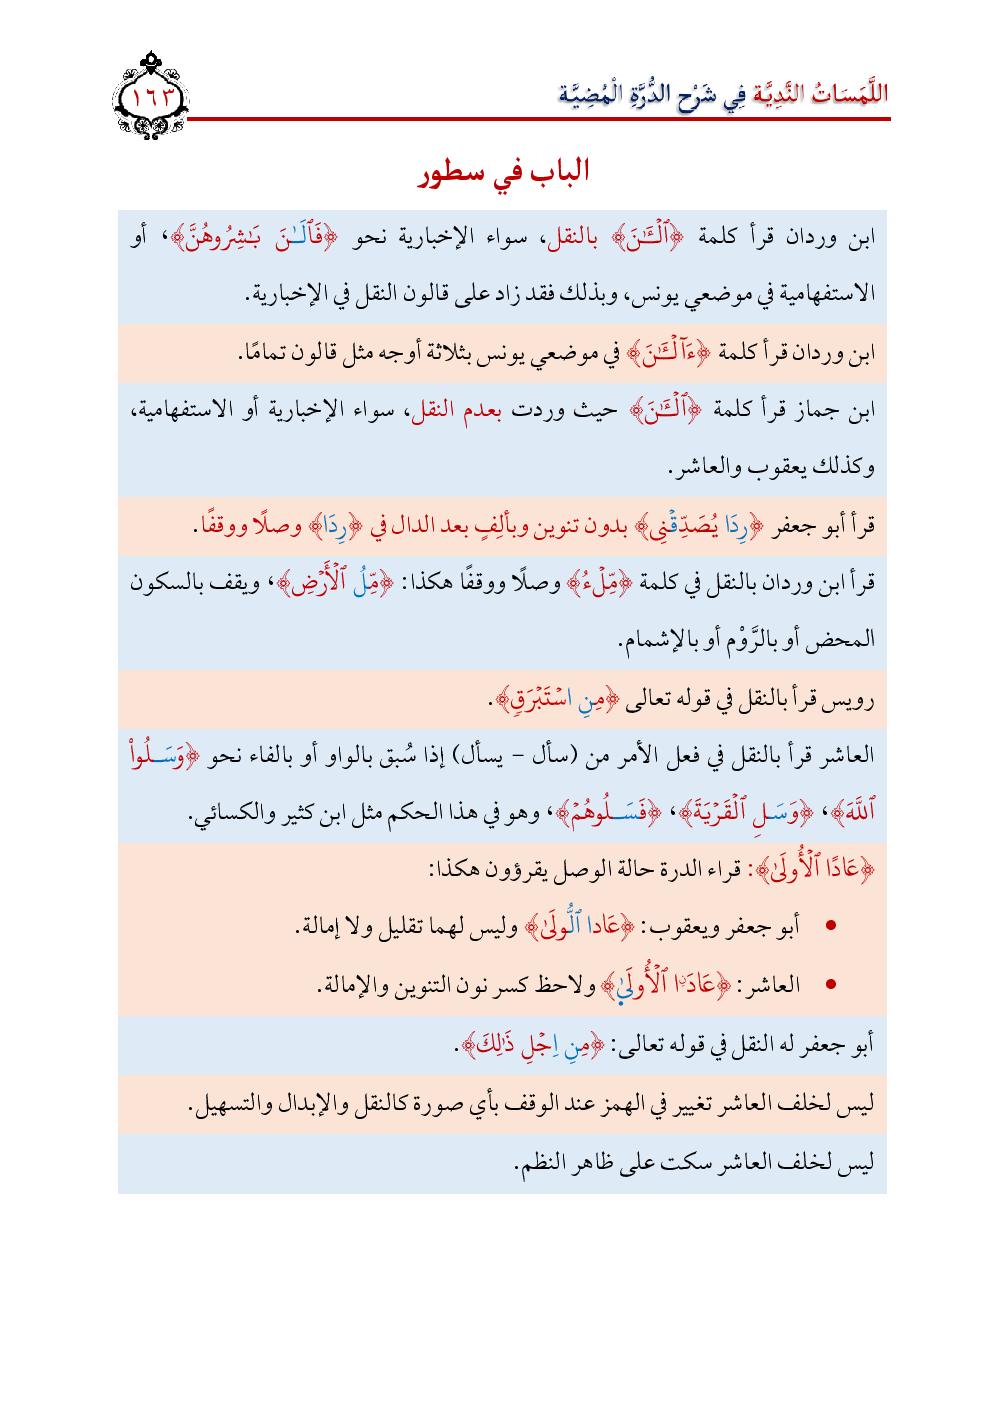 اللَّمَسَاتُ النَّدِيَّة فِي شَرْحِ الدُّرَّةِ الْمُضِيَّة
١٦٣
الباب في سطور
ابن وردان قرأ كلمة ﴿ٱلۡـَٰٔنَ﴾ بالنقل، سواء الإخبارية نحو ﴿فَٱلَـٰنَ بَـٰشِرُوهُنَّ﴾، أو
الاستفهامية في موضعي يونس، وبذلك فقد زاد على قالون النقل في الإخبارية.
ابن وردان قرأ كلمة ﴿ءَآلۡـَٰٔنَ﴾ في موضعي يونس بثلاثة أوجه مثل قالون تمامًا.
ابن جماز قرأ كلمة ﴿ٱلۡـَٰٔنَ﴾ حيث وردت بعدم النقل، سواء الإخبارية أو الاستفهامية،
وكذلك يعقوب والعاشر.
قرأ أبو جعفر ﴿رِدَا يُصَدِّقۡنِى﴾ بدون تنوين وبألِفٍ بعد الدال في ﴿رِدَا﴾ وصلًا ووقفًا.
قرأ ابن وردان بالنقل في كلمة ﴿مِّلۡءُ﴾ وصلًا ووقفًا هكذا: ﴿مِّلُ ٱلۡأَرۡضِ﴾، ويقف بالسكون
المحض أو بالرَّوْم أو بالإشمام.
رويس قرأ بالنقل في قوله تعالى ﴿مِنِ اسۡتَبۡرَقٖ﴾.
العاشر قرأ بالنقل في فعل الأمر من (سأل – يسأل) إذا سُبق بالواو أو بالفاء نحو ﴿وَسَـلُواْ
ٱللَّهَ﴾، ﴿وَسَـلِ ٱلۡقَرۡيَةَ﴾، ﴿فَسَـلُوهُمۡ﴾، وهو في هذا الحكم مثل ابن كثير والكسائي.
﴿عَادًا ٱلۡأُولَىٰ﴾: قراء الدرة حالة الوصل يقرؤون هكذا:
• أبو جعفر ويعقوب: ﴿عَادا ٱلُّولَىٰ﴾ وليس لهما تقليل ولا إمالة.
• العاشر: ﴿عَادَنِ‍ا ٱلۡأُولَىٰ﴾ ولاحظ كسر نون التنوين والإمالة.
أبو جعفر له النقل في قوله تعالى: ﴿مِنِ اِجۡلِ ذَٰلِكَ﴾.
ليس لخلف العاشر تغيير في الهمز عند الوقف بأي صورة كالنقل والإبدال والتسهيل.
ليس لخلف العاشر سكت على ظاهر النظم.